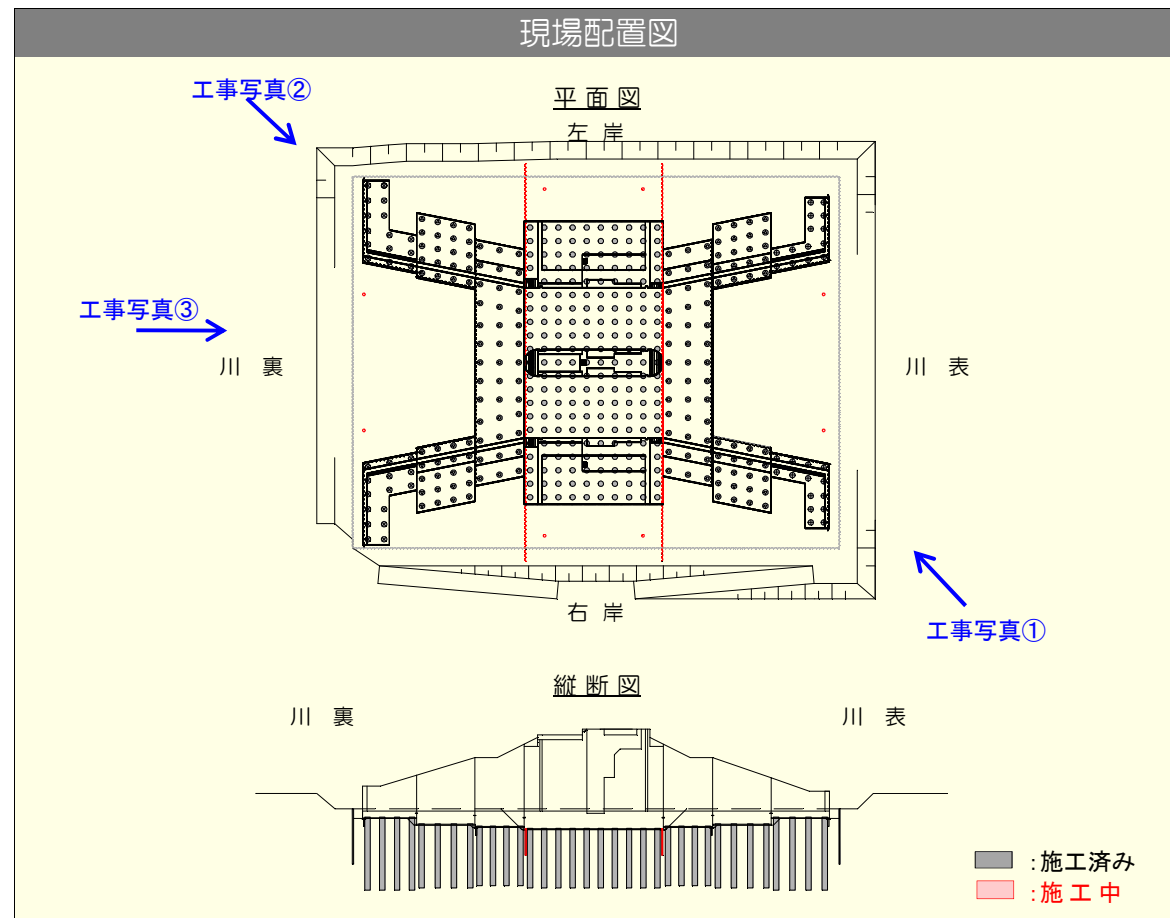 現場配置図
工事写真②
平 面 図
左 岸
工事写真③
川 裏
川 表
右 岸
工事写真①
縦 断 図
川 裏
川 表
:施工済み
:施 工 中